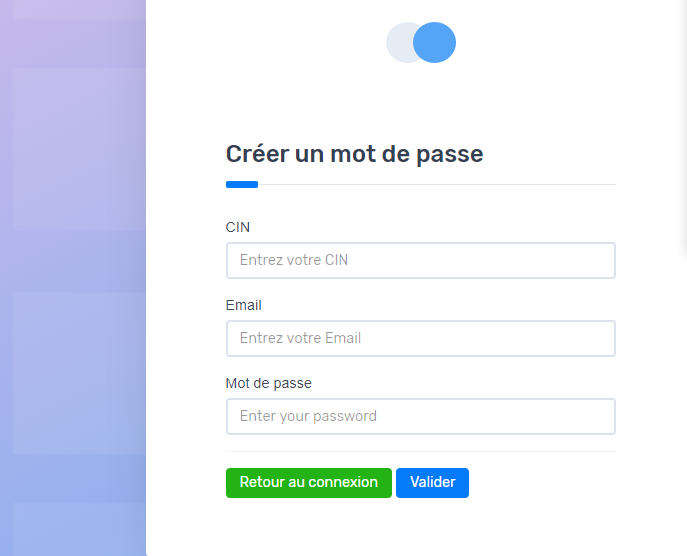 Créer un mot de passe
CIN
Entrez votre CIN
Email
Entrez votre Email
Mot de passe
Enter your password
Retour au connexion Valider